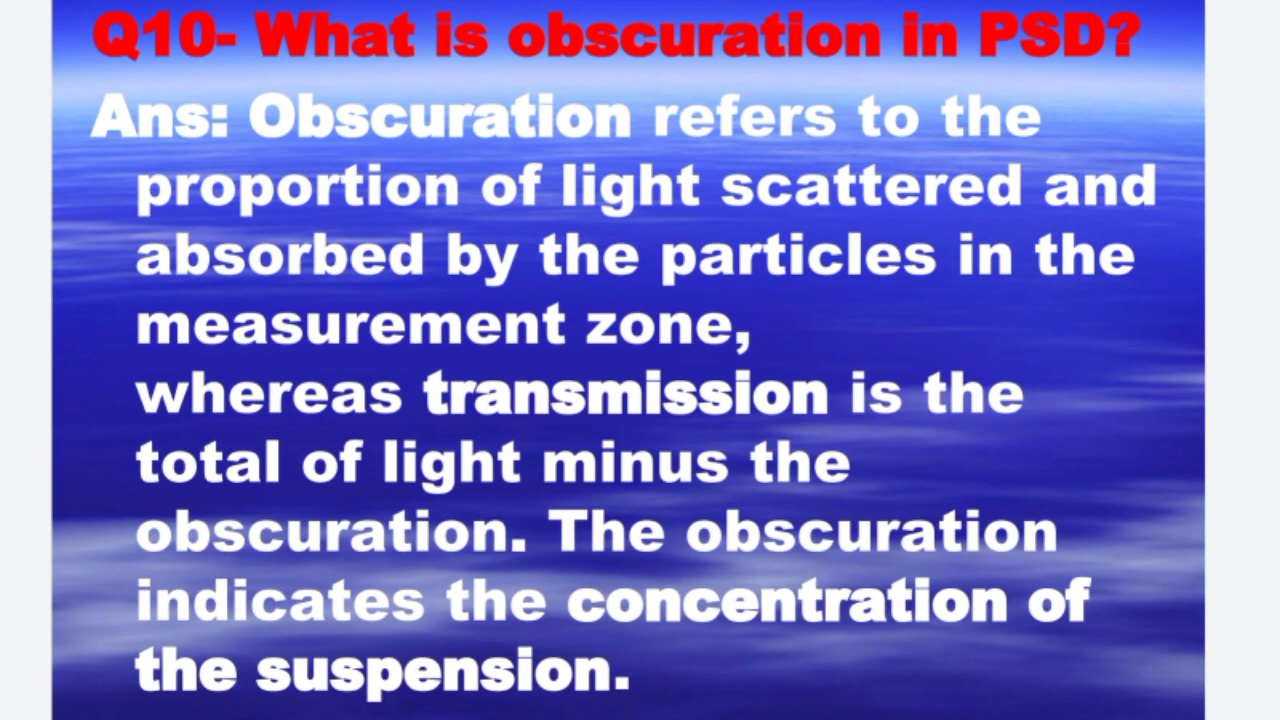 Q10- What is obscuration in PSD?
Ans: Obscuration refers to the
proportion of light scattered and
absorbed by the particles in the
measurement zone,
whereas transmission is the
total of light minus the
obscuration. The obscuration
indicates the concentration of
the suspension.